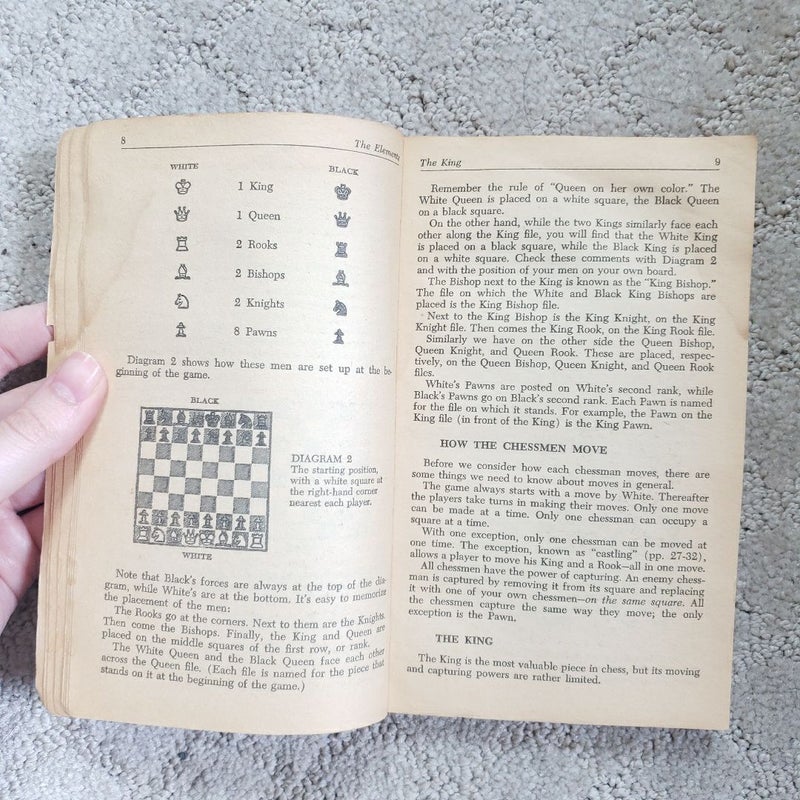 8
The Elements
WHITE
BLACK
1 King
1 Queen
2 Rooks
2 Bishops
2 Knights
8 Pawns
Diagram 2 shows how these men are set up at the be-
ginning of the game.
BLACK
DIAGRAM 2
The starting position,
with a white square at
the right-hand corner
nearest each player.
WHITE
Note that Black's forces are always at the top of the dia-
gram, while White's are at the bottom. It's easy to memorize
the placement of the men:
The Rooks go at the corners. Next to them are the Knights.
Then come the Bishops. Finally, the King and Queen are
placed on the middle squares of the first row, or rank.
The White Queen and the Black Queen face each other
across the Queen file. (Each file is named for the piece that
stands on it at the beginning of the game.)
The King
9
Remember the rule of "Queen on her own color." The
White Queen is placed on a white square, the Black Queen
on a black square.
On the other hand, while the two Kings similarly face each
other along the King file, you will find that the White King
is placed on a black square, while the Black King is placed
on a white square. Check these comments with Diagram 2
and with the position of your men on your own board.
The Bishop next to the King is known as the "King Bishop."
The file on which the White and Black King Bishops are
placed is the King Bishop file.
Next to the King Bishop is the King Knight, on the King
Knight file. Then comes the King Rook, on the King Rook file.
Similarly we have on the other side the Queen Bishop,
Queen Knight, and Queen Rook. These are placed, respec-
tively, on the Queen Bishop, Queen Knight, and Queen Rook
files.
White's Pawns are posted on White's second rank, while
Black's Pawns go on Black's second rank. Each Pawn is named
for the file on which it stands. For example, the Pawn on the
King file (in front of the King) is the King Pawn.
HOW THE CHESSMEN MOVE
Before we consider how each chessman moves, there are
some things we need to know about moves in general.
The game always starts with a move by White. Thereafter
the players take turns in making their moves. Only one move
can be made at a time. Only one chessman can occupy a
square at a time.
With one exception, only one chessman can be moved at
one time. The exception, known as "castling" (pp. 27-32),
allows a player to move his King and a Rook—all in one move.
All chessmen have the power of capturing. An enemy chess-
man is captured by removing it from its square and replacing
it with one of your own chessmen—on the same square. All
the chessmen capture the same way they move; the only
exception is the Pawn.
THE KING
The King is the most valuable piece in chess, but its moving
and capturing powers are rather limited.